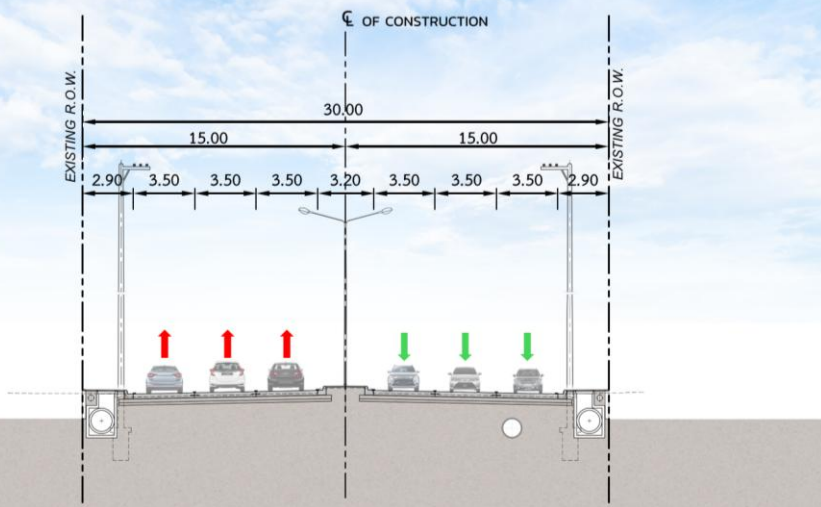 ℄ OF CONSTRUCTION
EXISTING R.O.W.
EXISTING R.O.W.
30.00
15.00 15.00
2.90 3.50 3.50 3.50 3.20 3.50 3.50 3.50 2.90